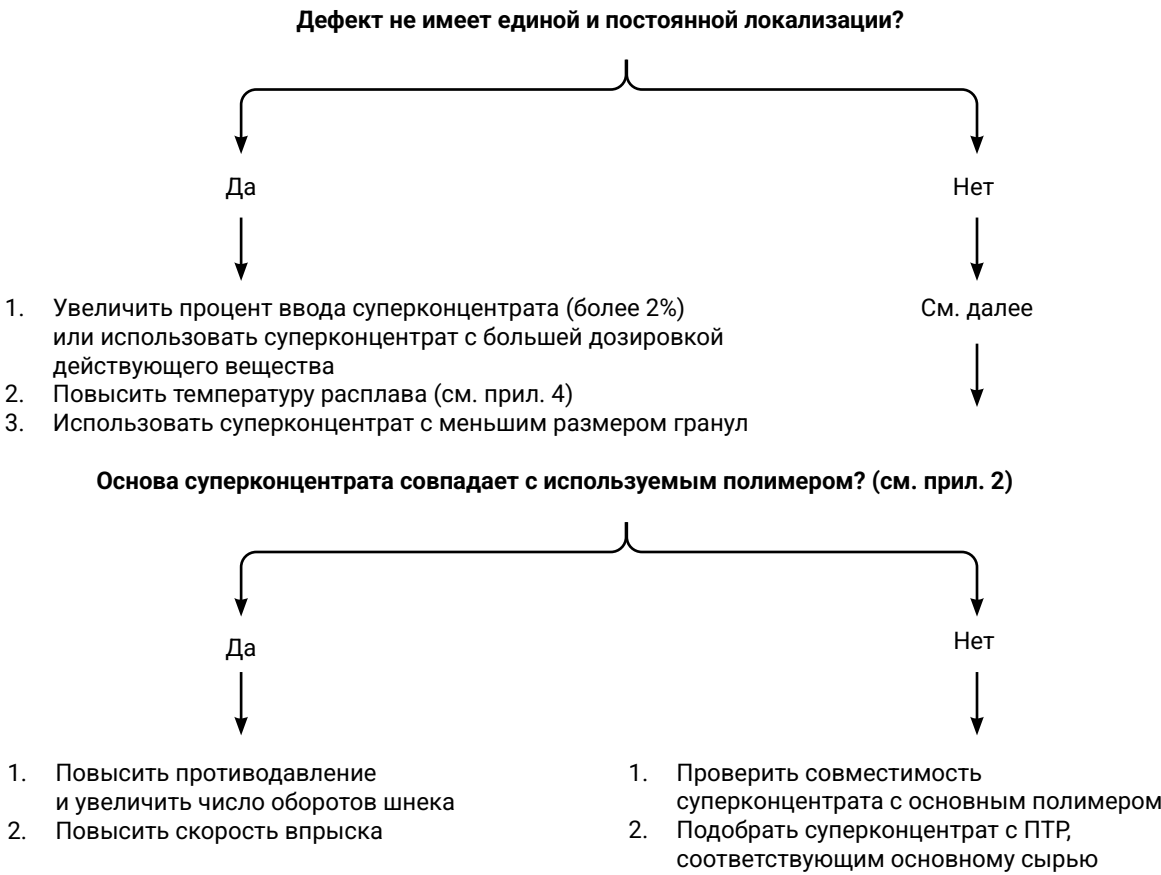 Дефект не имеет единой и постоянной локализации?
Да
Нет
1. Увеличить процент ввода суперконцентрата (более 2%)
или использовать суперконцентрат с большей дозировкой
действующего вещества
2. Повысить температуру расплава (см. прил. 4)
3. Использовать суперконцентрат с меньшим размером гранул
См. далее
Основа суперконцентрата совпадает с используемым полимером? (см. прил. 2)
Да
Нет
1. Повысить противодавление
и увеличить число оборотов шнека
2. Повысить скорость впрыска
1. Проверить совместимость
суперконцентрата с основным полимером
2. Подобрать суперконцентрат с ПТР,
соответствующим основному сырью